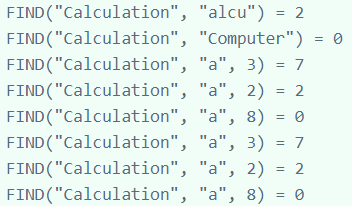 FIND("Calculation", "alcu") = 2
FIND("Calculation", "Computer") = 0
FIND("Calculation", "a", 3) = 7
FIND("Calculation", "a", 2) = 2
FIND("Calculation", "a", 8) = 0
FIND("Calculation", "a", 3) = 7
FIND("Calculation", "a", 2) = 2
FIND("Calculation", "a", 8) = 0